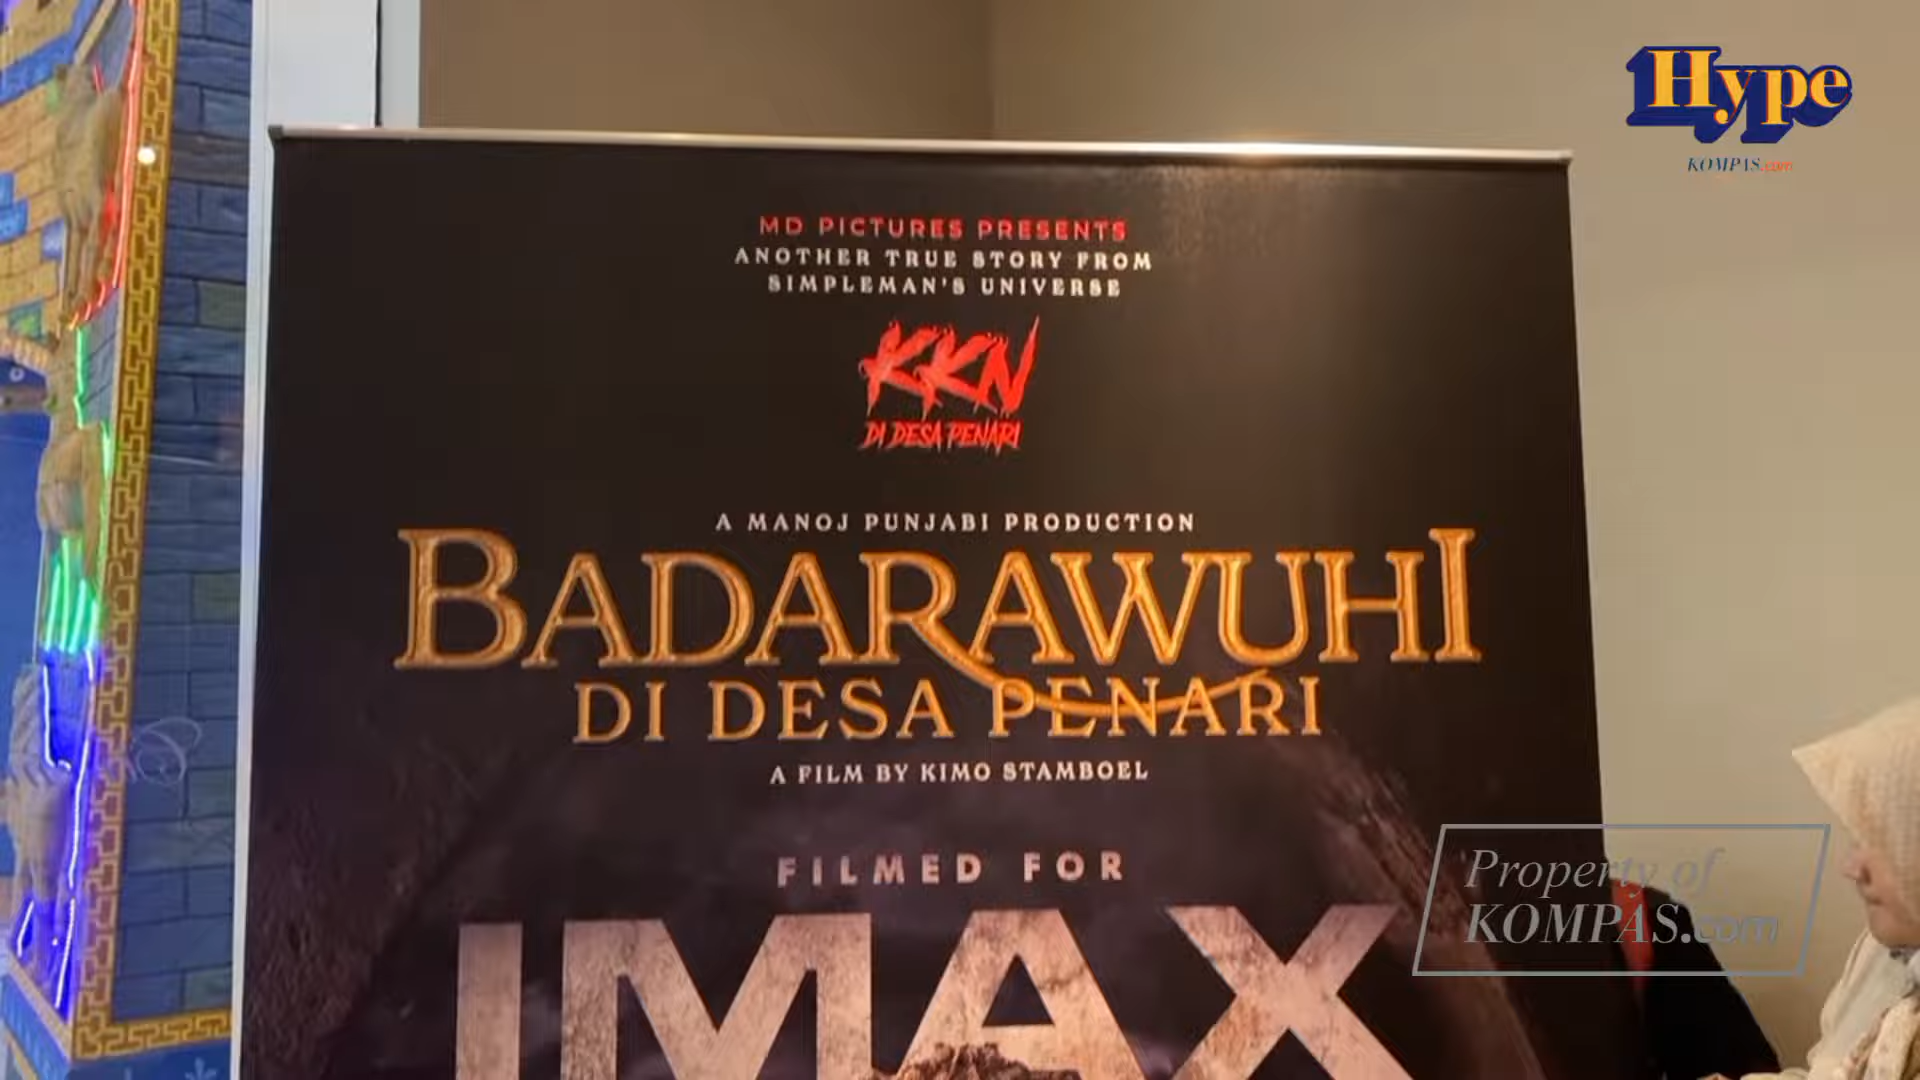 Hype
KOMPAS.com
MD PICTURES PRESENTS
ANOTHER TRUE STORY FROM
SIMPLEMAN'S UNIVERSE
KKN
DI DESA PENARI
A MANOJ PUNJABI PRODUCTION
BADARAWUHI
DI DESA PENARI
A FILM BY KIMO STAMBOEL
FILMED FOR
IMAX
Property of
KOMPAS.com